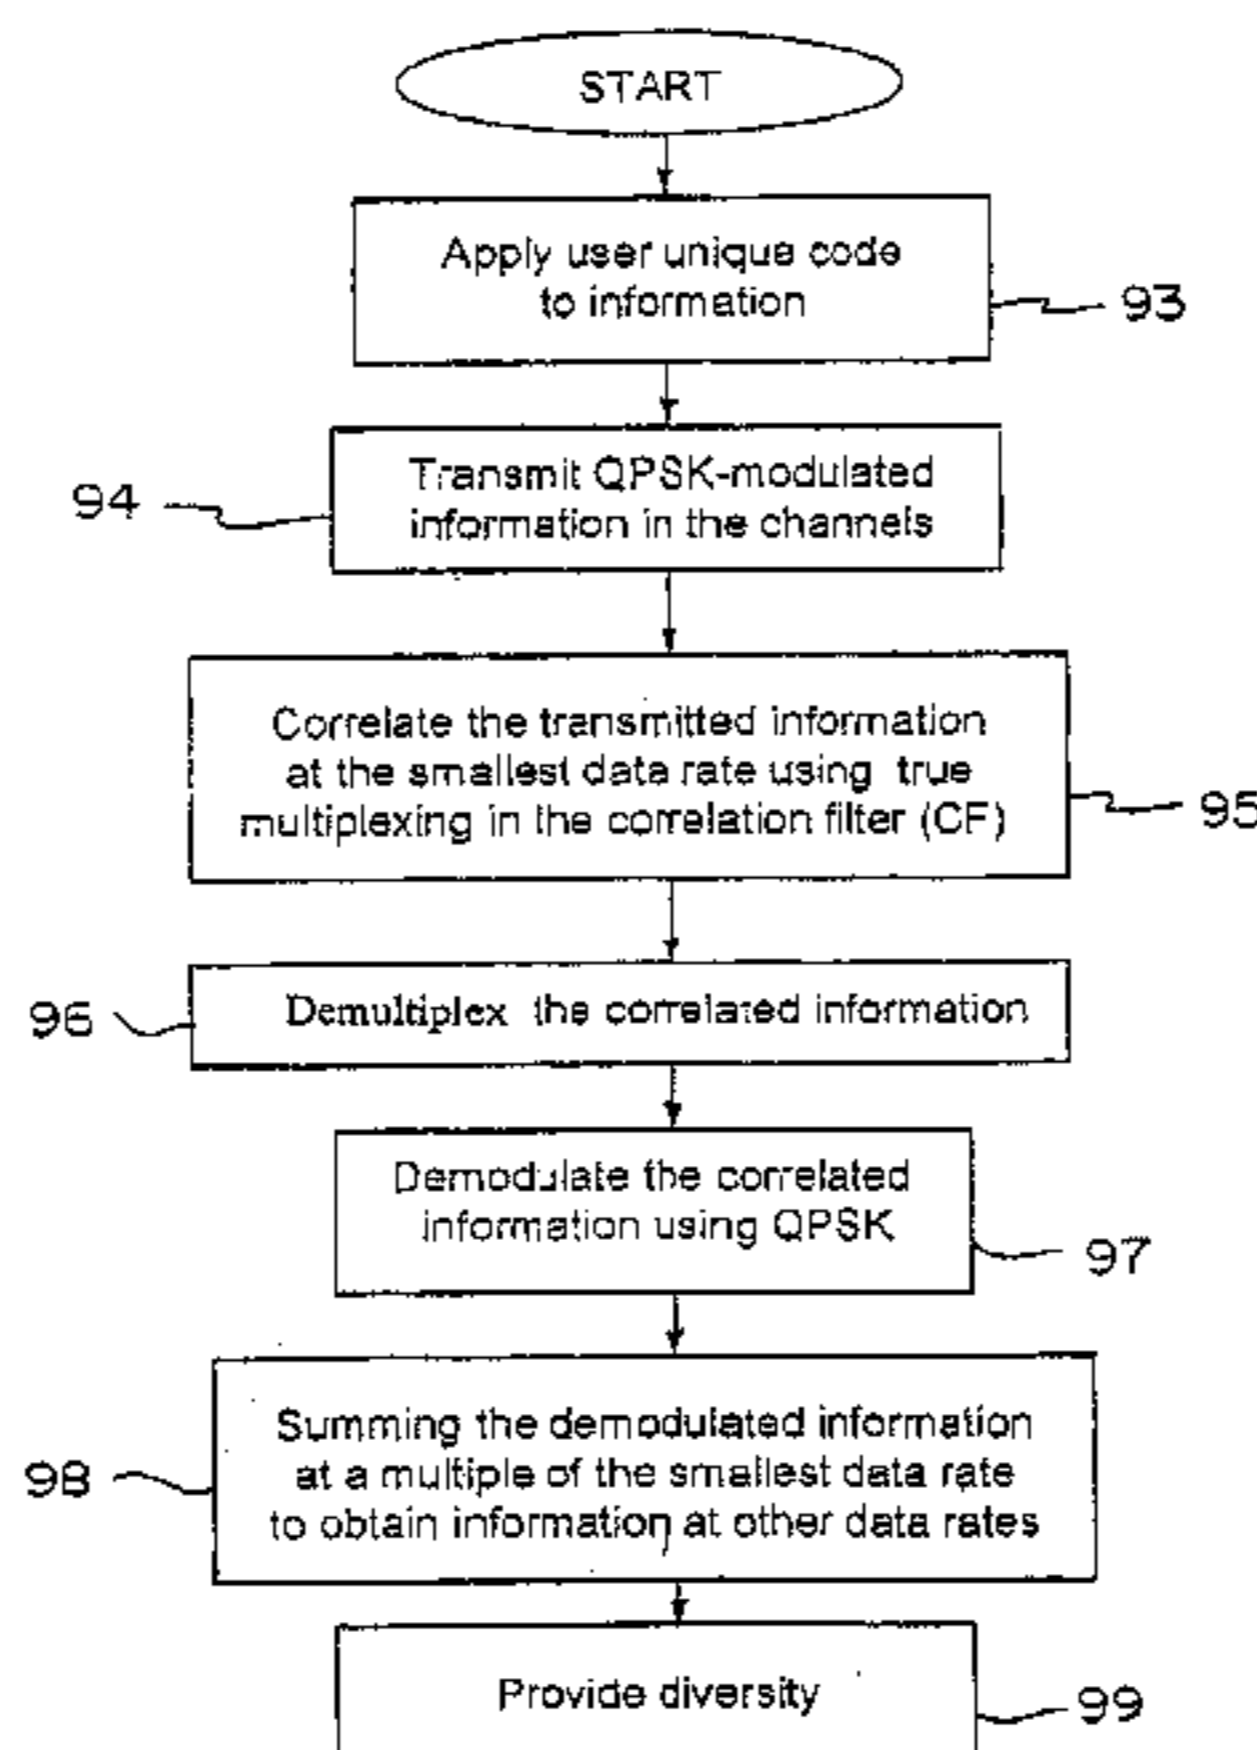 START
Apply user unique code
to information
93
Transmit QPSK-modulated
information in the channels
94
Correlate the transmitted information
at the smallest data rate using true
multiplexing in the correlation filter (CF)
95
Demultiplex the correlated information
96
Demodulate the correlated
information using QPSK
97
Summing the demodulated information
at a multiple of the smallest data rate
to obtain information at other data rates
98
Provide diversity
99